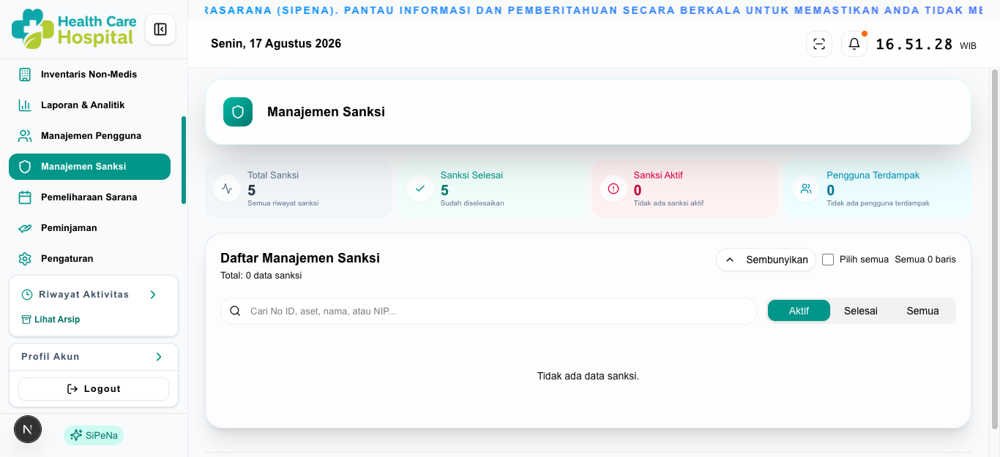 Health Care
Hospital
RASARANA (SIPENA). PANTAU INFORMASI DAN PEMBERITAHUAN SECARA BERKALA UNTUK MEMASTIKAN ANDA TIDAK ME
Senin, 17 Agustus 2026
16.51.28 WIB
Inventaris Non-Medis
Laporan & Analitik
Manajemen Pengguna
Manajemen Sanksi
Pemeliharaan Sarana
Peminjaman
Pengaturan
Riwayat Aktivitas
Lihat Arsip
Profil Akun
Logout
N
SiPeNa
Manajemen Sanksi
Total Sanksi
5
Semua riwayat sanksi
Sanksi Selesai
5
Sudah diselesaikan
Sanksi Aktif
0
Tidak ada sanksi aktif
Pengguna Terdampak
0
Tidak ada pengguna terdampak
Daftar Manajemen Sanksi
Total: 0 data sanksi
Sembunyikan
Pilih semua
Semua 0 baris
Cari No ID, aset, nama, atau NIP...
Aktif
Selesai
Semua
Tidak ada data sanksi.